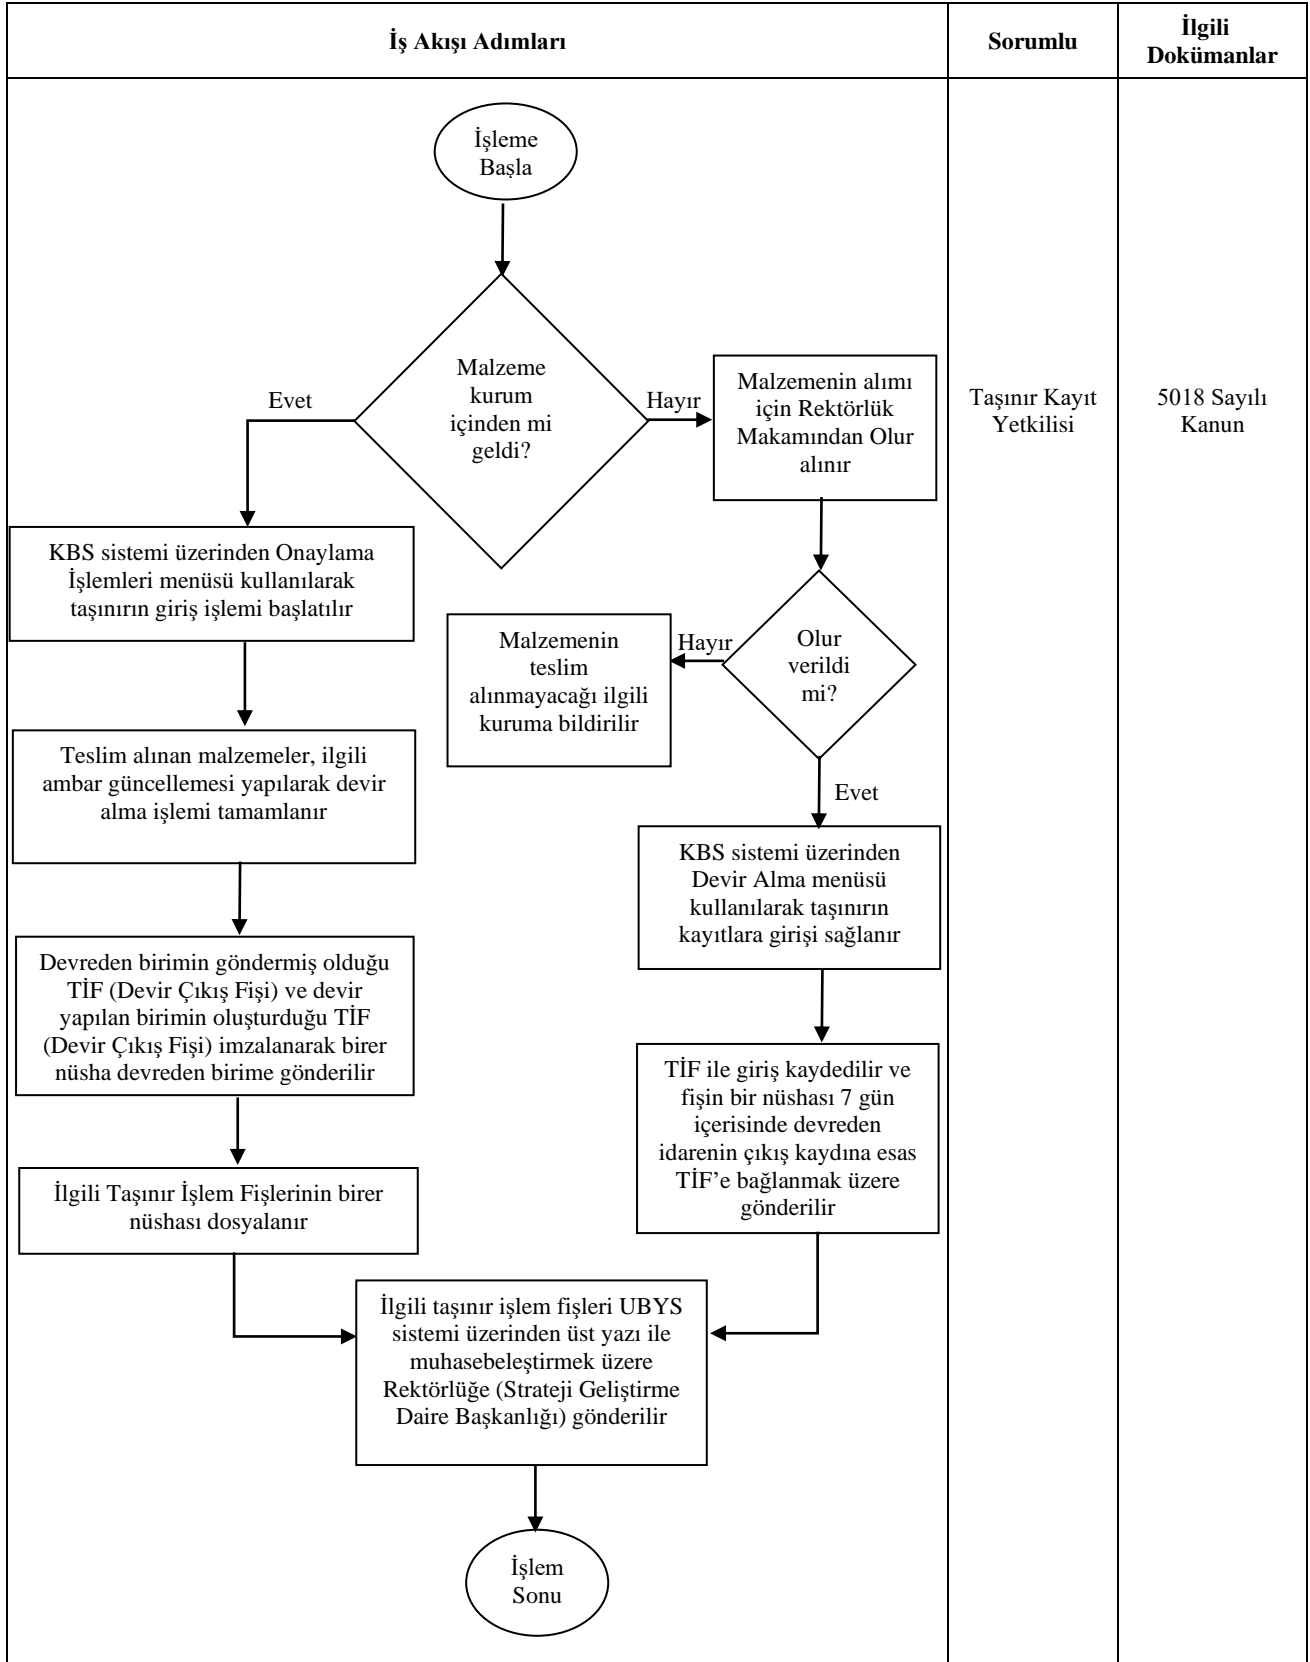 İş Akışı Adımları
Sorumlu
İlgili
Dokümanlar
İşleme
Başla
Malzeme
kurum
içinden mi
geldi?
Evet
Hayır
Malzemenin alımı
için Rektörlük
Makamından Olur
alınır
Taşınır Kayıt
Yetkilisi
5018 Sayılı
Kanun
KBS sistemi üzerinden Onaylama
İşlemleri menüsü kullanılarak
taşınırın giriş işlemi başlatılır
Olur
verildi
mi?
Hayır
Malzemenin
teslim
alınmayacağı ilgili
kuruma bildirilir
Evet
Teslim alınan malzemeler, ilgili
ambar güncellemesi yapılarak devir
alma işlemi tamamlanır
KBS sistemi üzerinden
Devir Alma menüsü
kullanılarak taşınırın
kayıtlara girişi sağlanır
Devreden birimin göndermiş olduğu
TİF (Devir Çıkış Fişi) ve devir
yapılan birimin oluşturduğu TİF
(Devir Çıkış Fişi) imzalanarak birer
nüsha devreden birime gönderilir
TİF ile giriş kaydedilir ve
fişin bir nüshası 7 gün
içerisinde devreden
idarenin çıkış kaydına esas
TİF’e bağlanmak üzere
gönderilir
İlgili Taşınır İşlem Fişlerinin birer
nüshası dosyalanır
İlgili taşınır işlem fişleri UBYS
sistemi üzerinden üst yazı ile
muhasebeleştirmek üzere
Rektörlüğe (Strateji Geliştirme
Daire Başkanlığı) gönderilir
İşlem
Sonu